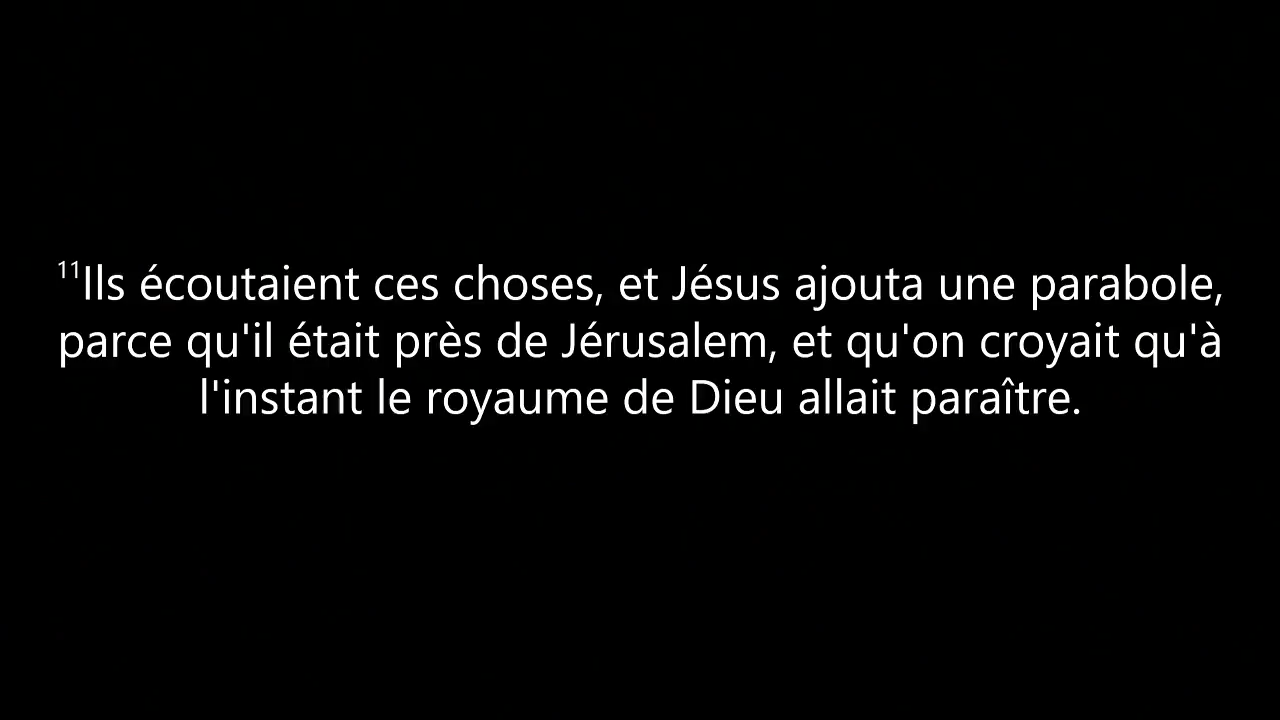 11Ils écoutaient ces choses, et Jésus ajouta une parabole,
parce qu'il était près de Jérusalem, et qu'on croyait qu'à
l'instant le royaume de Dieu allait paraître.